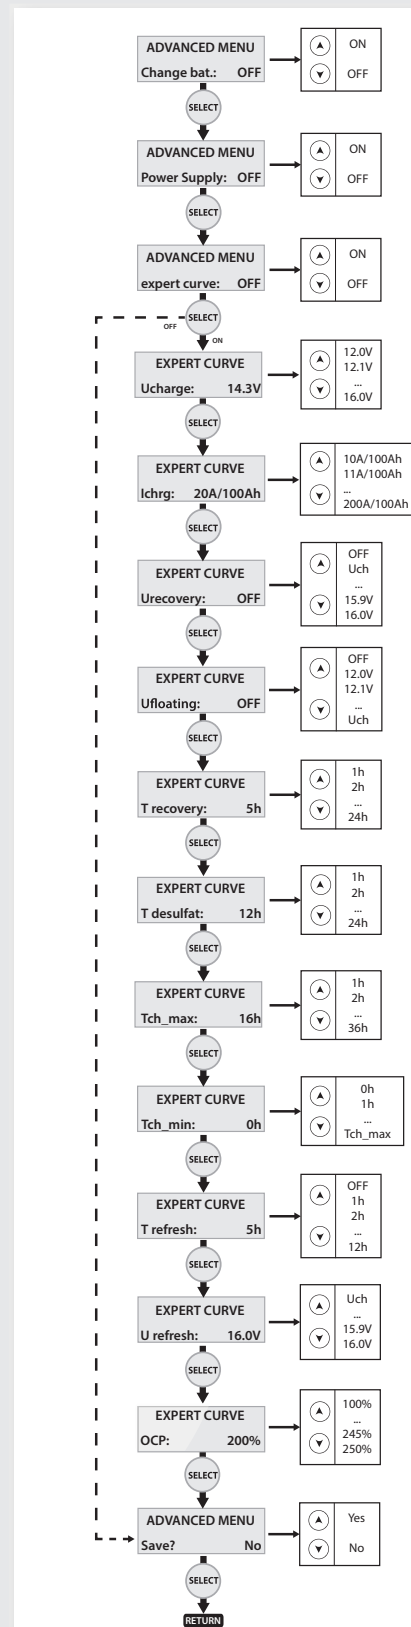 ADVANCED MENU
Change bat.: OFF
ON
OFF
SELECT
ADVANCED MENU
Power Supply: OFF
ON
OFF
SELECT
ADVANCED MENU
expert curve: OFF
ON
OFF
SELECT
OFF
ON
EXPERT CURVE
Ucharge: 14.3V
12.0V
12.1V
...
16.0V
SELECT
EXPERT CURVE
Ichrg: 20A/100Ah
10A/100Ah
11A/100Ah
...
200A/100Ah
SELECT
EXPERT CURVE
Urecovery: OFF
OFF
Uch
...
15.9V
16.0V
SELECT
EXPERT CURVE
Ufloating: OFF
OFF
12.0V
12.1V
...
Uch
SELECT
EXPERT CURVE
T recovery: 5h
1h
2h
...
24h
SELECT
EXPERT CURVE
T desulfat: 12h
1h
2h
...
24h
SELECT
EXPERT CURVE
Tch_max: 16h
1h
2h
...
36h
SELECT
EXPERT CURVE
Tch_min: 0h
0h
1h
...
Tch_max
SELECT
EXPERT CURVE
T refresh: 5h
OFF
1h
2h
...
12h
SELECT
EXPERT CURVE
U refresh: 16.0V
Uch
...
15.9V
16.0V
SELECT
EXPERT CURVE
OCP: 200%
100%
...
245%
250%
SELECT
ADVANCED MENU
Save? No
Yes
No
SELECT
RETURN